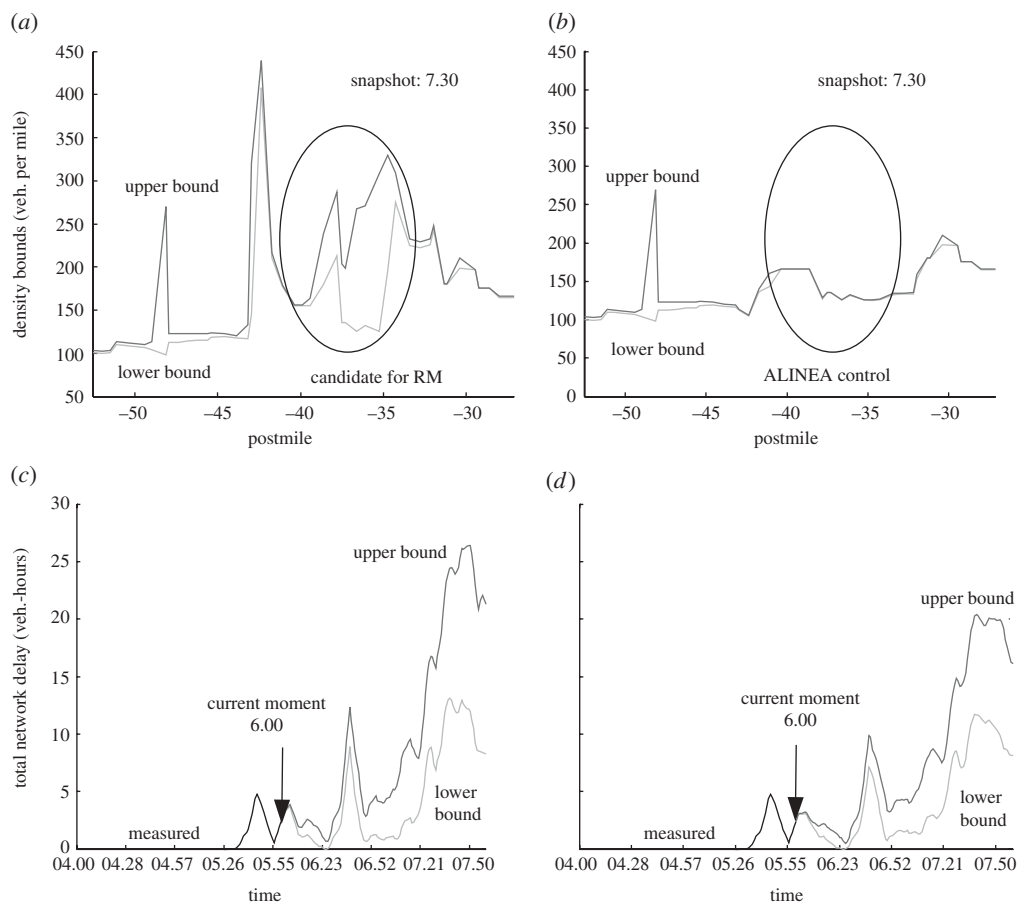 (a)
450
400
350
300
250
200
150
100
50
density bounds (veh. per mile)
snapshot: 7.30
upper bound
lower bound
candidate for RM
–50
–45
–40
–35
–30
postmile
(b)
450
400
350
300
250
200
150
100
50
0
snapshot: 7.30
upper bound
lower bound
ALINEA control
–50
–45
–40
–35
–30
postmile
(c)
30
25
20
15
10
5
0
total network delay (veh.-hours)
upper bound
current moment
6.00
lower
bound
measured
04.00
04.28
04.57
05.26
05.55
06.23
06.52
07.21
07.50
time
(d)
upper bound
current moment
6.00
lower
bound
measured
04.00
04.28
04.57
05.26
05.55
06.23
06.52
07.21
07.50
time